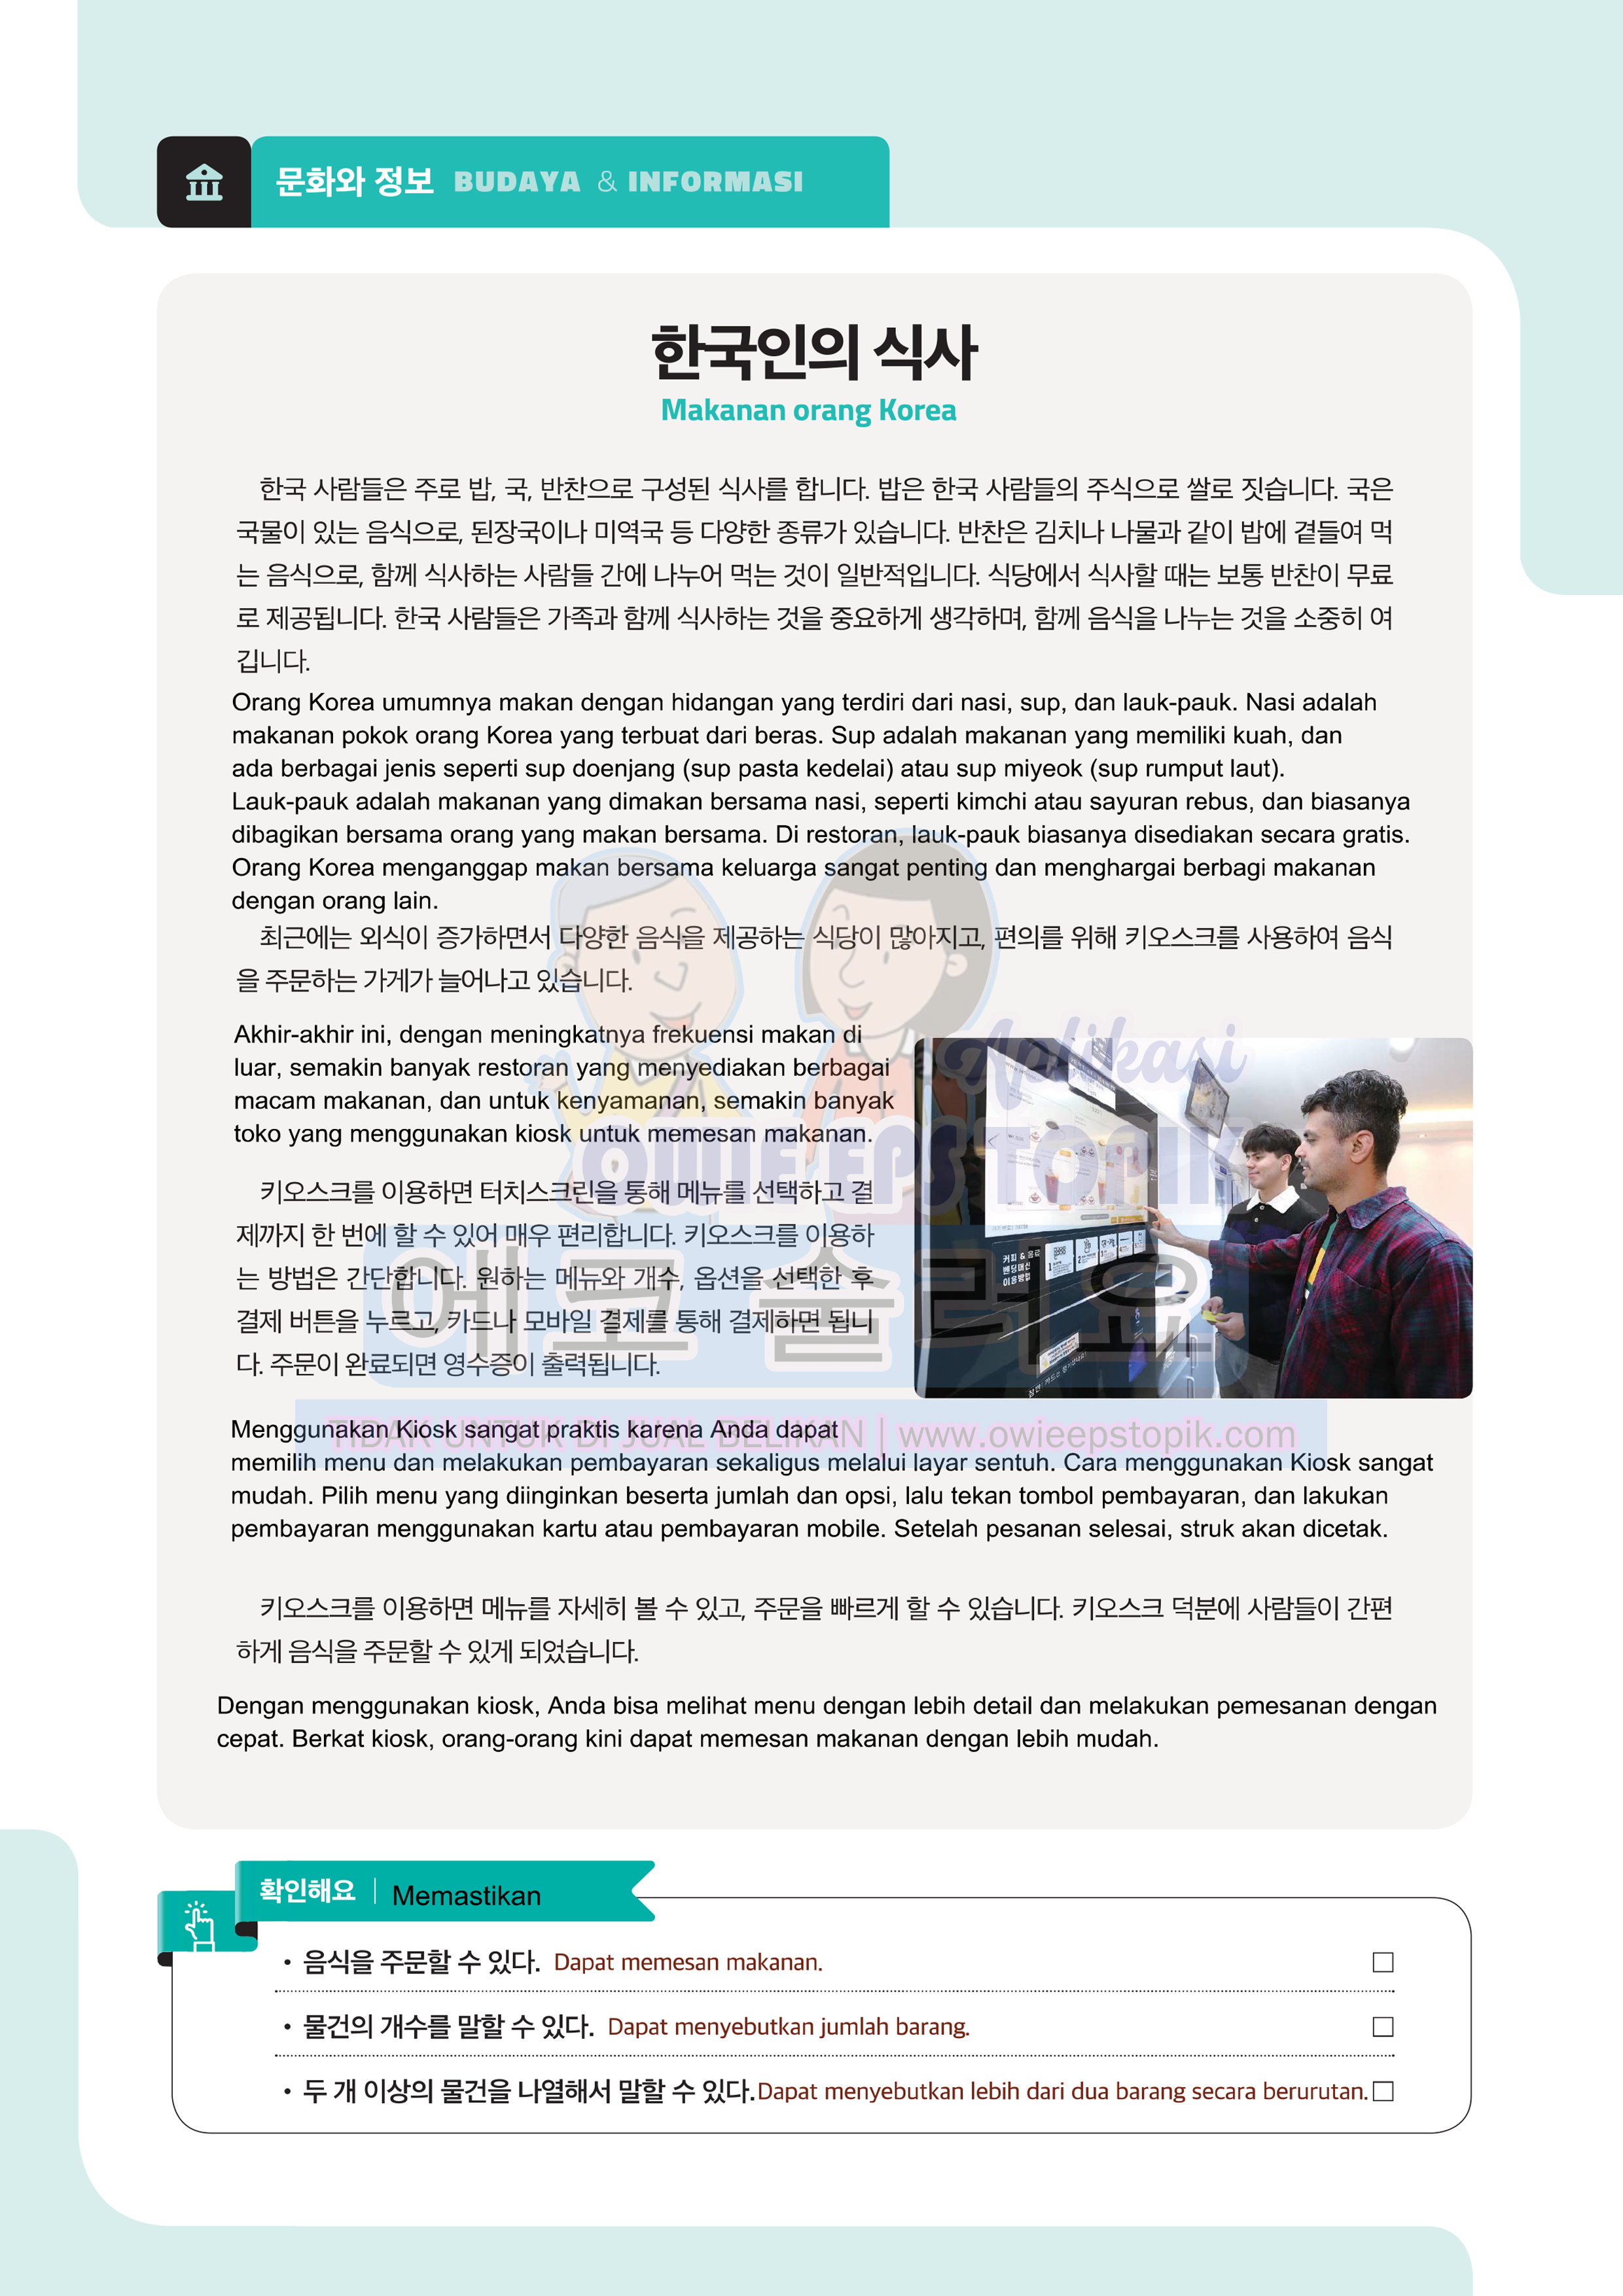 문화와 정보 BUDAYA & INFORMASI
한국인의 식사
Makanan orang Korea
한국 사람들은 주로 밥, 국, 반찬으로 구성된 식사를 합니다. 밥은 한국 사람들의 주식으로 쌀로 짓습니다. 국은
국물이 있는 음식으로, 된장국이나 미역국 등 다양한 종류가 있습니다. 반찬은 김치나 나물과 같이 밥에 곁들여 먹
는 음식으로, 함께 식사하는 사람들 간에 나누어 먹는 것이 일반적입니다. 식당에서 식사할 때는 보통 반찬이 무료
로 제공됩니다. 한국 사람들은 가족과 함께 식사하는 것을 중요하게 생각하며, 함께 음식을 나누는 것을 소중히 여
깁니다.
Orang Korea umumnya makan dengan hidangan yang terdiri dari nasi, sup, dan lauk-pauk. Nasi adalah
makanan pokok orang Korea yang terbuat dari beras. Sup adalah makanan yang memiliki kuah, dan
ada berbagai jenis seperti sup doenjang (sup pasta kedelai) atau sup miyeok (sup rumput laut).
Lauk-pauk adalah makanan yang dimakan bersama nasi, seperti kimchi atau sayuran rebus, dan biasanya
dibagikan bersama orang yang makan bersama. Di restoran, lauk-pauk biasanya disediakan secara gratis.
Orang Korea menganggap makan bersama keluarga sangat penting dan menghargai berbagi makanan
dengan orang lain.
최근에는 외식이 증가하면서 다양한 음식을 제공하는 식당이 많아지고, 편의를 위해 키오스크를 사용하여 음식
을 주문하는 가게가 늘어나고 있습니다.
Akhir-akhir ini, dengan meningkatnya frekuensi makan di
luar, semakin banyak restoran yang menyediakan berbagai
macam makanan, dan untuk kenyamanan, semakin banyak
toko yang menggunakan kiosk untuk memesan makanan.
Aplikasi
OWIE EPS TOPIK
키오스크를 이용하면 터치스크린을 통해 메뉴를 선택하고 결
제까지 한 번에 할 수 있어 매우 편리합니다. 키오스크를 이용하
는 방법은 간단합니다. 원하는 메뉴와 개수, 옵션을 선택한 후
결제 버튼을 누르고, 카드나 모바일 결제를 통해 결제하면 됩니
다. 주문이 완료되면 영수증이 출력됩니다.
커피 & 음료
벤딩머신
이용방법
TIDAK UNTUK DI JUAL BELIKAN | www.owieepstopik.com
Menggunakan Kiosk sangat praktis karena Anda dapat
memilih menu dan melakukan pembayaran sekaligus melalui layar sentuh. Cara menggunakan Kiosk sangat
mudah. Pilih menu yang diinginkan beserta jumlah dan opsi, lalu tekan tombol pembayaran, dan lakukan
pembayaran menggunakan kartu atau pembayaran mobile. Setelah pesanan selesai, struk akan dicetak.
키오스크를 이용하면 메뉴를 자세히 볼 수 있고, 주문을 빠르게 할 수 있습니다. 키오스크 덕분에 사람들이 간편
하게 음식을 주문할 수 있게 되었습니다.
Dengan menggunakan kiosk, Anda bisa melihat menu dengan lebih detail dan melakukan pemesanan dengan
cepat. Berkat kiosk, orang-orang kini dapat memesan makanan dengan lebih mudah.
확인해요 | Memastikan
• 음식을 주문할 수 있다. Dapat memesan makanan. □
• 물건의 개수를 말할 수 있다. Dapat menyebutkan jumlah barang. □
• 두 개 이상의 물건을 나열해서 말할 수 있다. Dapat menyebutkan lebih dari dua barang secara berurutan. □